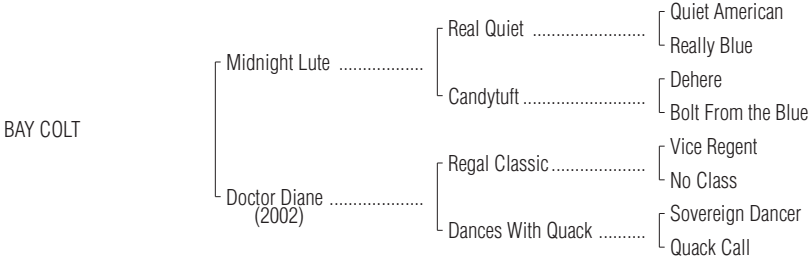 Quiet American
Real Quiet ........................
Really Blue
Midnight Lute ..................
Dehere
Candytuft ..........................
Bolt From the Blue
BAY COLT
Vice Regent
Regal Classic ....................
No Class
Doctor Diane ....................
(2002)
Sovereign Dancer
Dances With Quack ..........
Quack Call